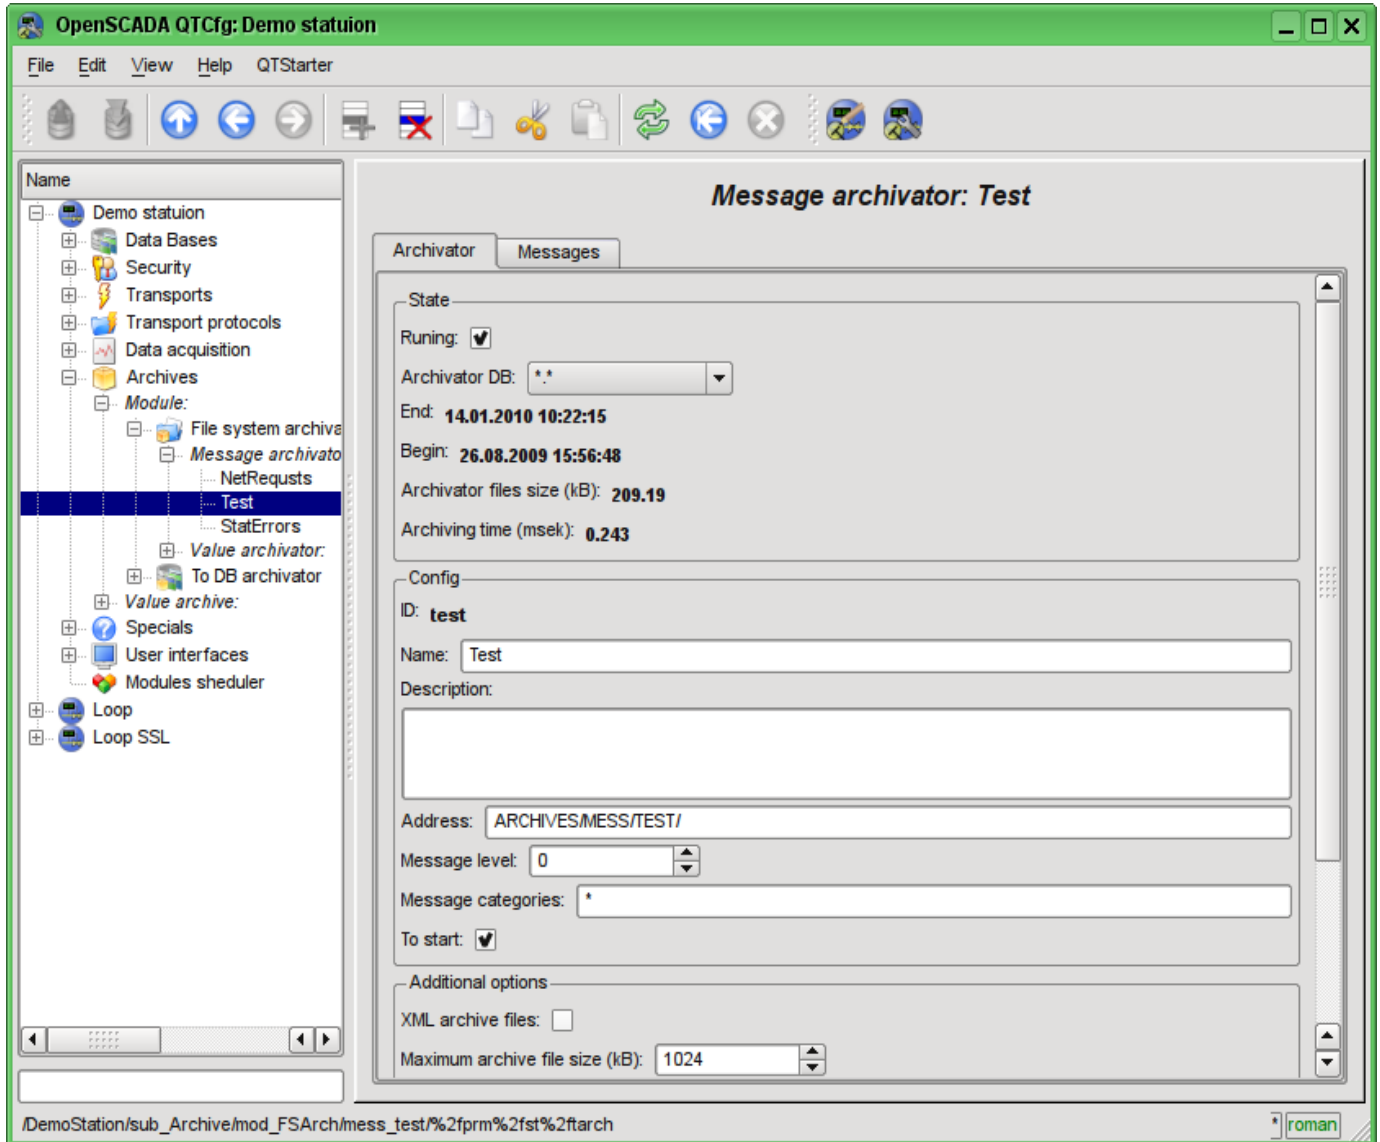 OpenSCADA QTCfg: Demo statuion
File Edit View Help QTStarter
Name
Demo statuion
Data Bases
Security
Transports
Transport protocols
Data acquisition
Archives
Module:
File system archiva
Message archivato
NetRequsts
Test
StatErrors
Value archivator:
To DB archivator
Value archive:
Specials
User interfaces
Modules sheduler
Loop
Loop SSL
Message archivator: Test
Archivator Messages
State
Runing:
Archivator DB: *.*
End: 14.01.2010 10:22:15
Begin: 26.08.2009 15:56:48
Archivator files size (kB): 209.19
Archiving time (msek): 0.243
Config
ID: test
Name: Test
Description:
Address: ARCHIVES/MESS/TEST/
Message level: 0
Message categories: *
To start:
Additional options
XML archive files:
Maximum archive file size (kB): 1024
/DemoStation/sub_Archive/mod_FSArch/mess_test/%2fprm%2fst%2ftarch
* roman